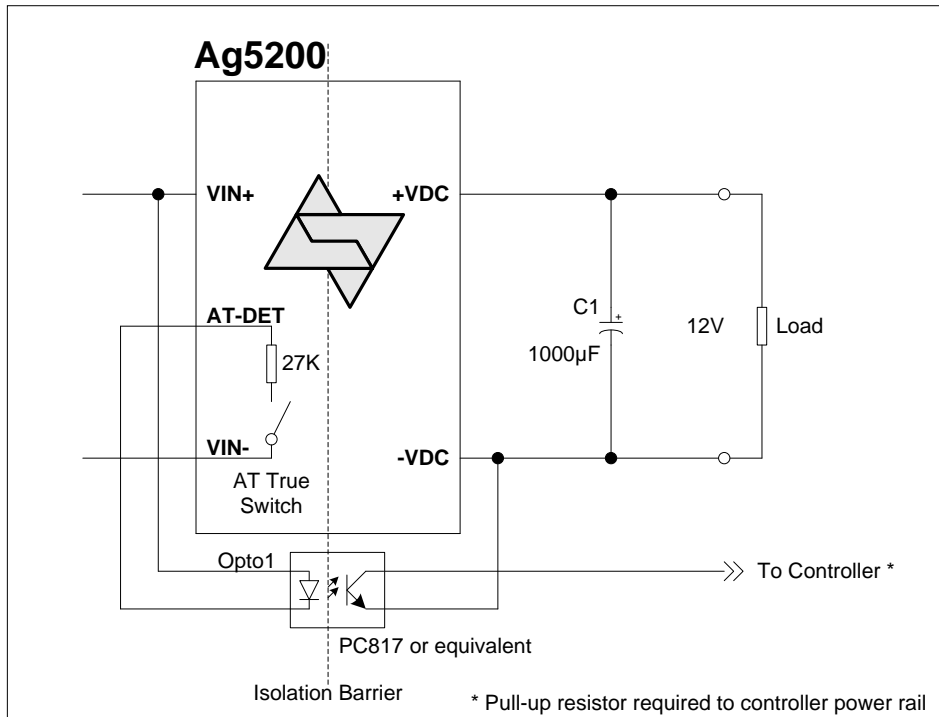 Ag5200
VIN+
+VDC
AT-DET
27K
C1
+
1000µF
12V
Load
VIN-
-VDC
AT True
Switch
Opto1
To Controller *
PC817 or equivalent
Isolation Barrier
* Pull-up resistor required to controller power rail